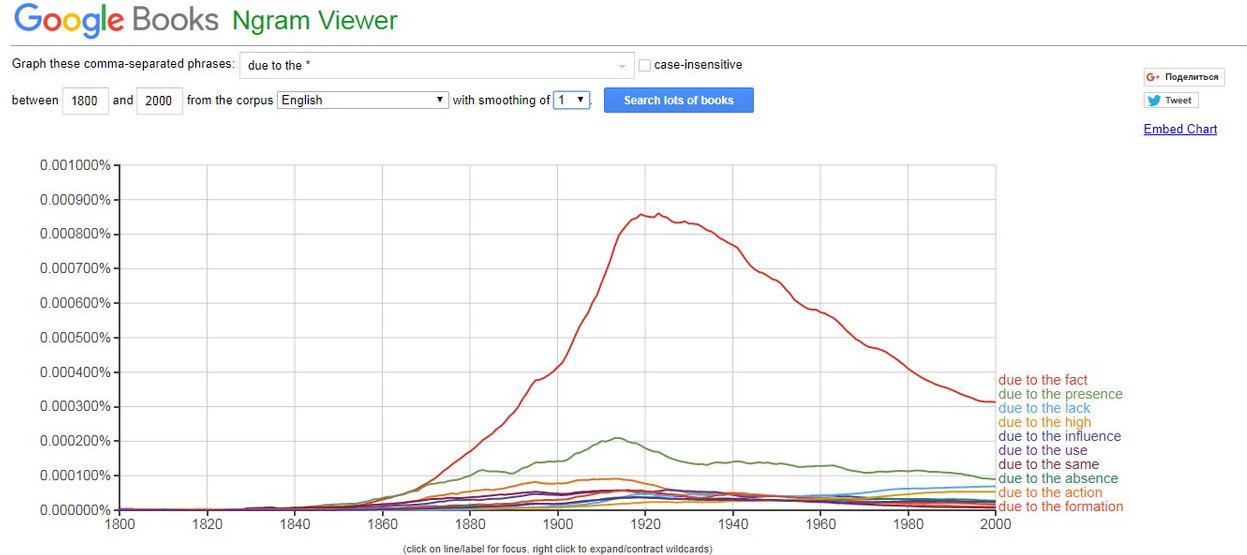 Google Books Ngram Viewer
Graph these comma-separated phrases: due to the * case-insensitive
between 1800 and 2000 from the corpus English with smoothing of 1 . Search lots of books
G+ Поделиться
Tweet
Embed Chart
0.001000%
0.000900%
0.000800%
0.000700%
0.000600%
0.000500%
0.000400%
0.000300%
0.000200%
0.000100%
0.000000%
1800 1820 1840 1860 1880 1900 1920 1940 1960 1980 2000
due to the fact
due to the presence
due to the lack
due to the high
due to the influence
due to the use
due to the same
due to the absence
due to the action
due to the formation
(click on line/label for focus, right click to expand/contract wildcards)